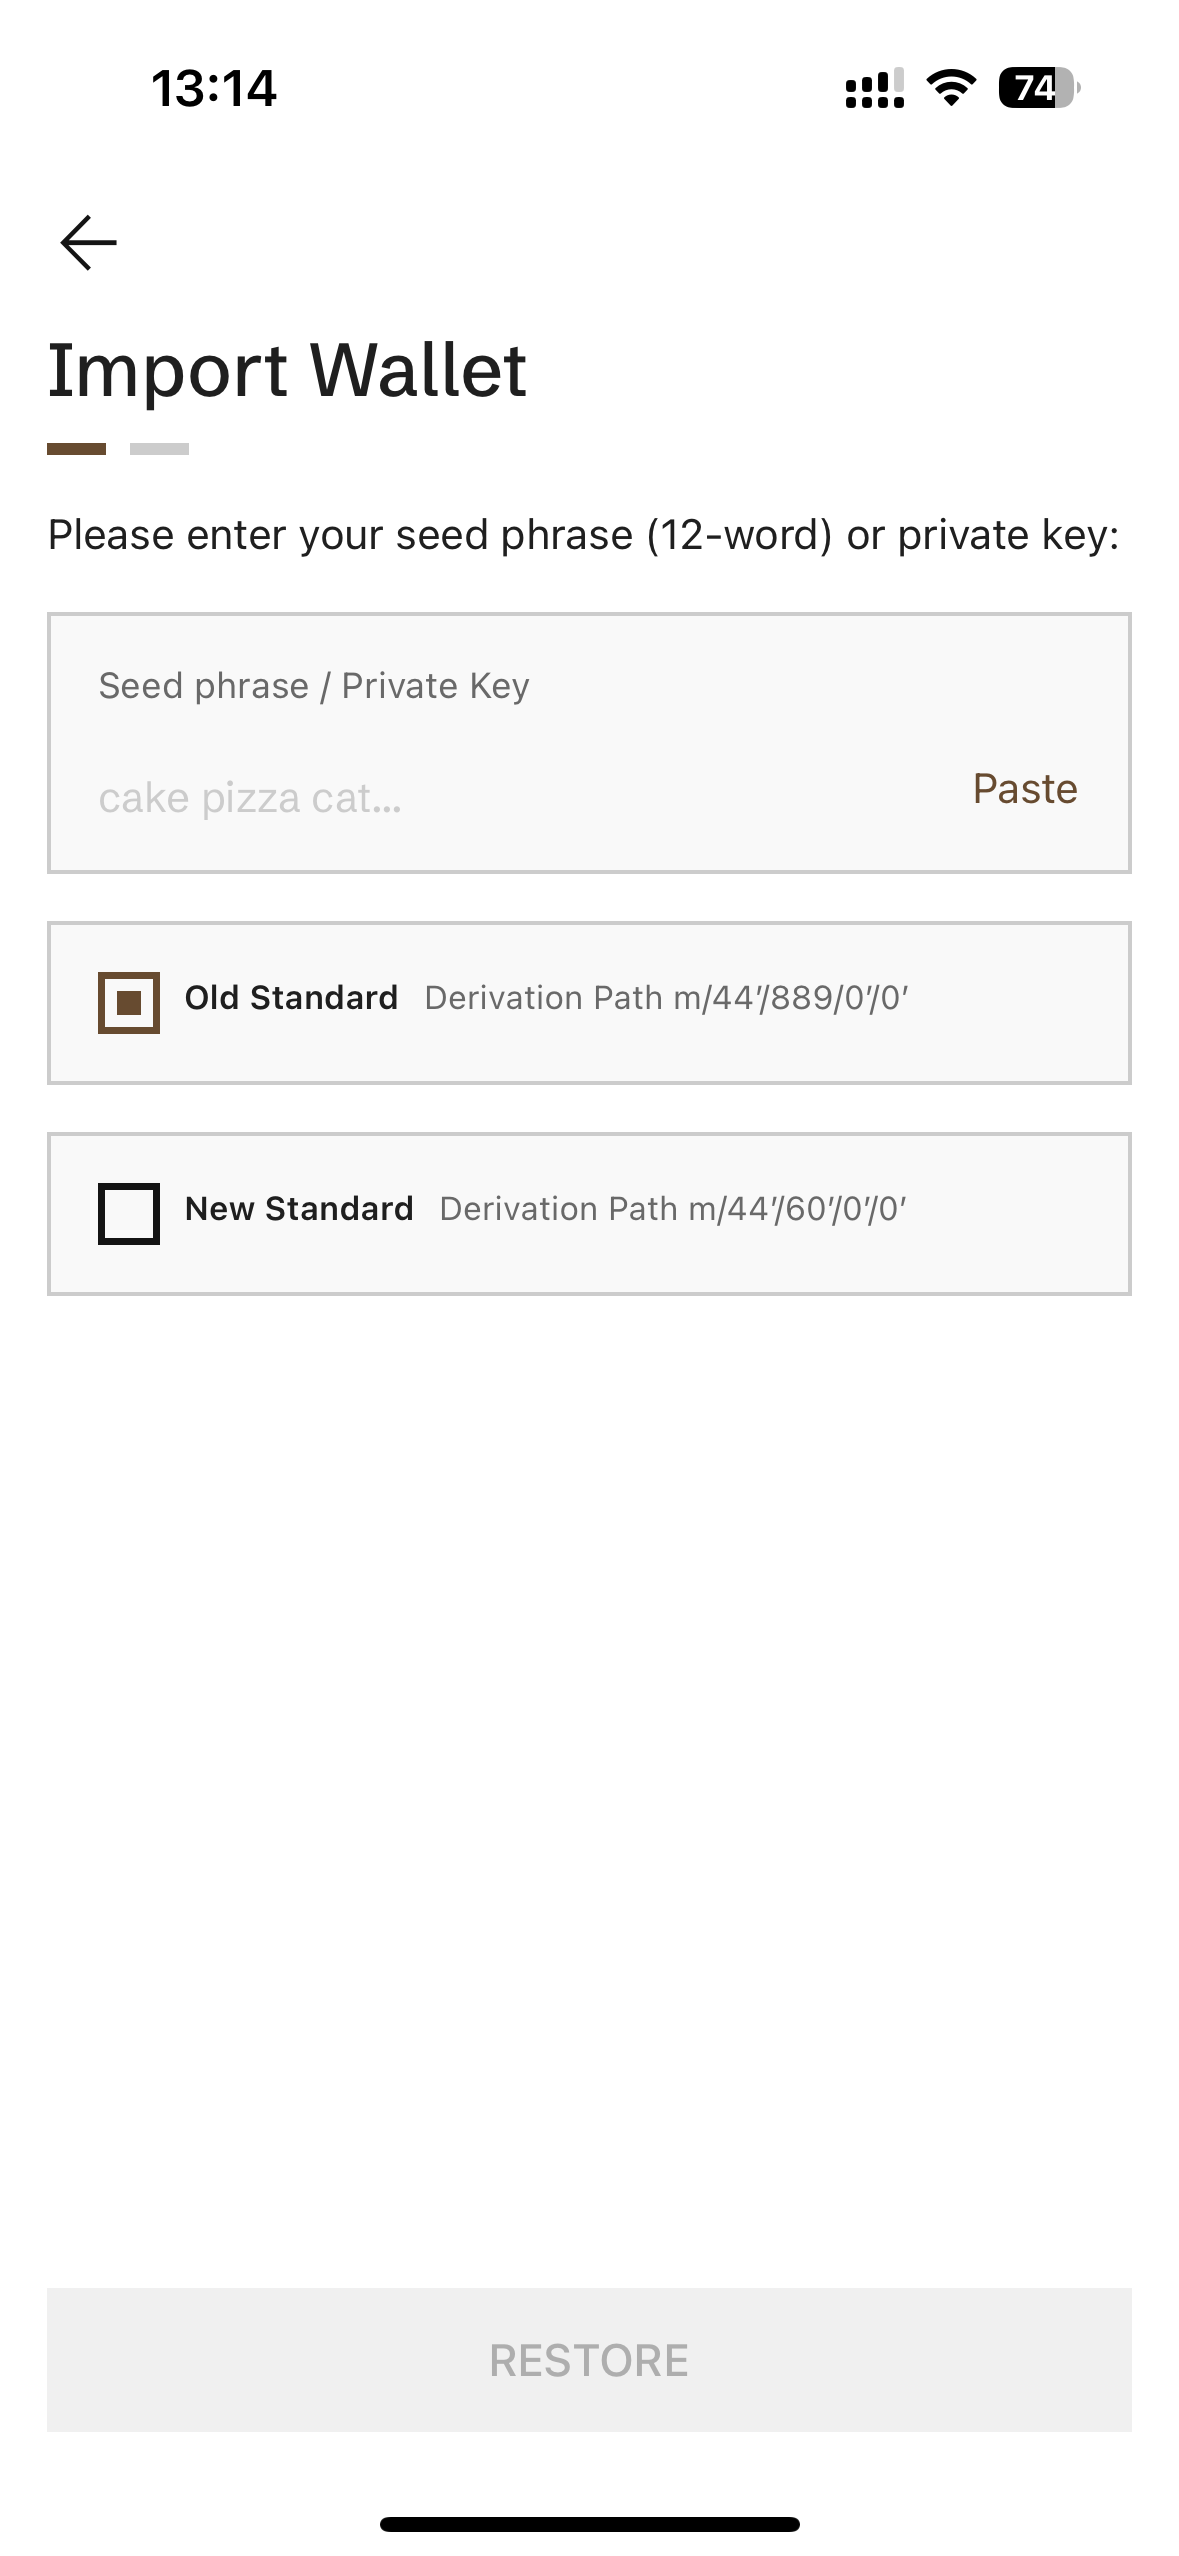 13:14
74
Import Wallet
Please enter your seed phrase (12-word) or private key:
Seed phrase / Private Key
cake pizza cat...
Paste
Old Standard Derivation Path m/44’/889/0’/0’
New Standard Derivation Path m/44’/60’/0’/0’
RESTORE